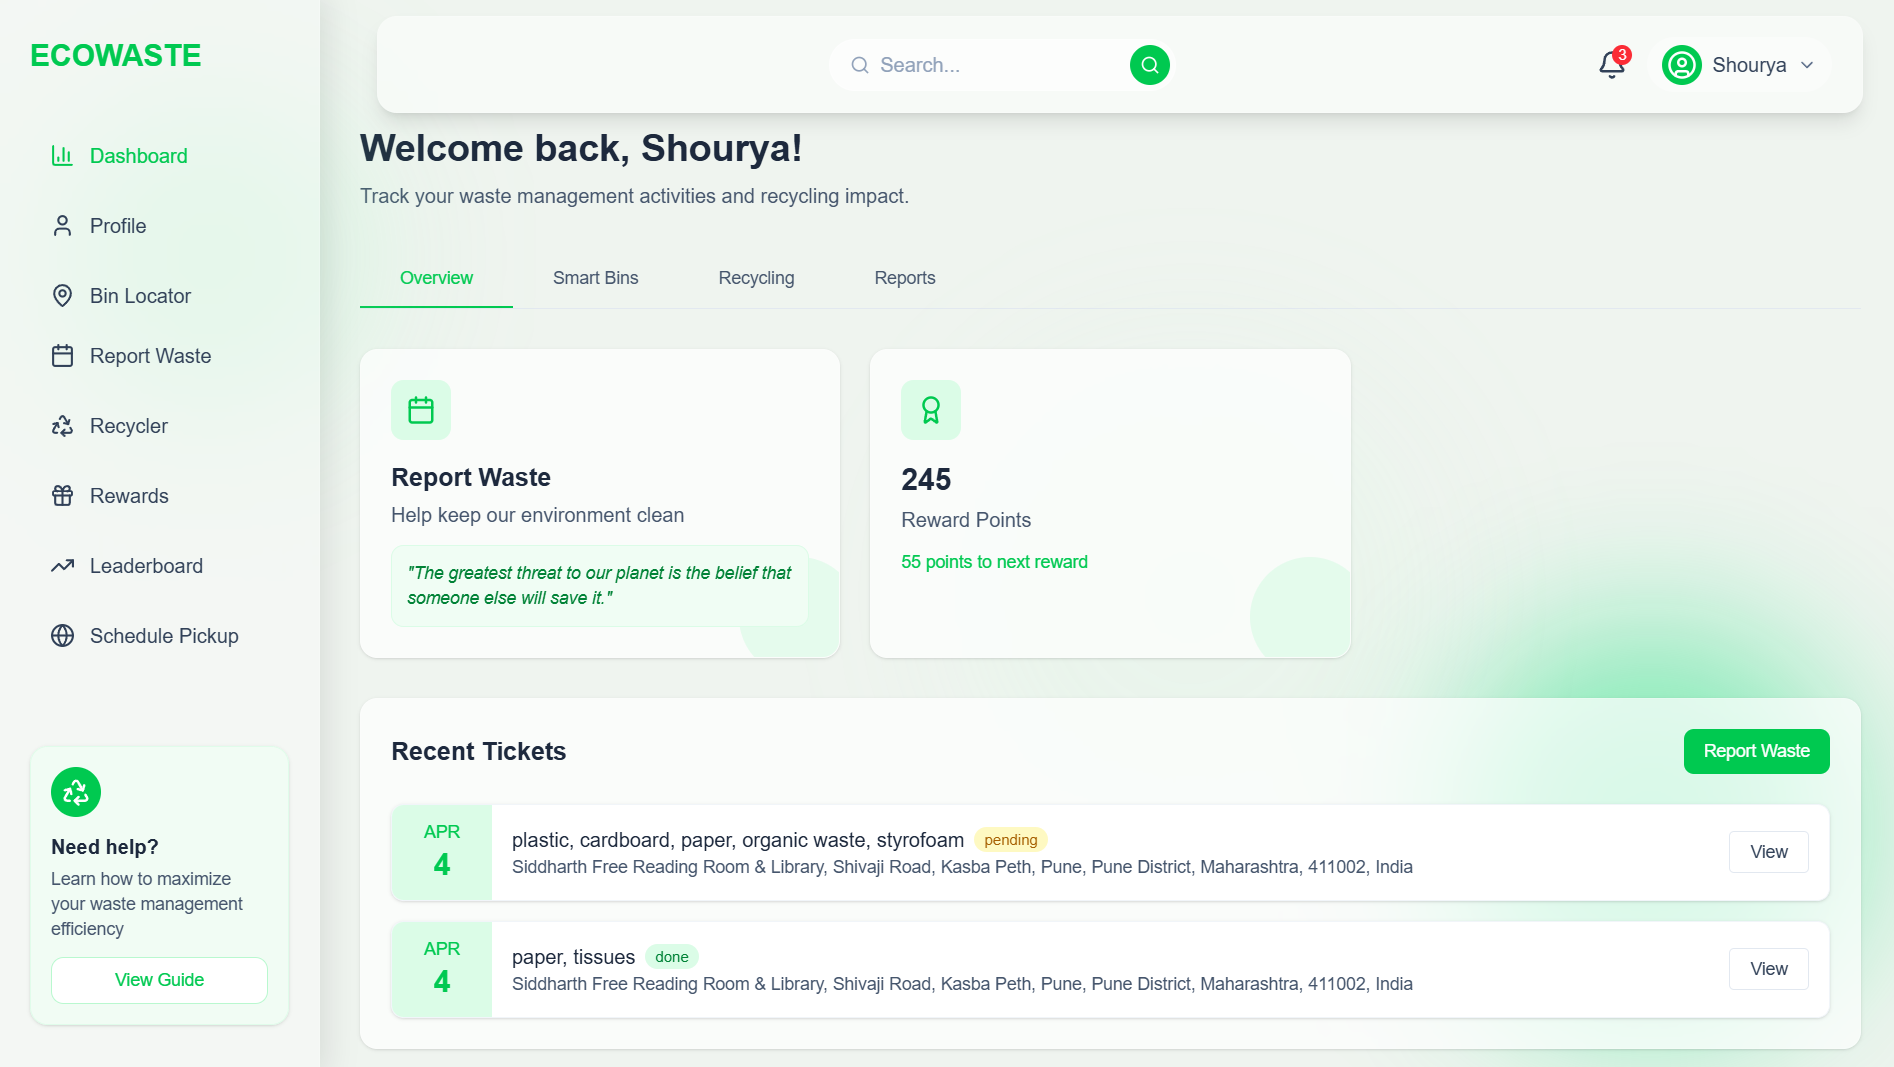 ECOWASTE
Dashboard
Profile
Bin Locator
Report Waste
Recycler
Rewards
Leaderboard
Schedule Pickup
Need help?
Learn how to maximize
your waste management
efficiency
View Guide
Search...
3
Shourya
Welcome back, Shourya!
Track your waste management activities and recycling impact.
Overview Smart Bins Recycling Reports
Report Waste
Help keep our environment clean
"The greatest threat to our planet is the belief that
someone else will save it."
245
Reward Points
55 points to next reward
Recent Tickets
Report Waste
APR
4
plastic, cardboard, paper, organic waste, styrofoam pending
Siddharth Free Reading Room & Library, Shivaji Road, Kasba Peth, Pune, Pune District, Maharashtra, 411002, India
View
APR
4
paper, tissues done
Siddharth Free Reading Room & Library, Shivaji Road, Kasba Peth, Pune, Pune District, Maharashtra, 411002, India
View